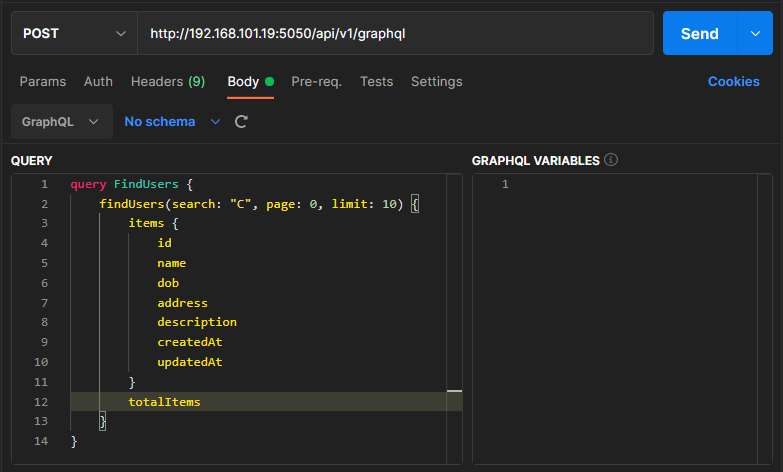 POST http://192.168.101.19:5050/api/v1/graphql Send
Params Auth Headers (9) Body Pre-req. Tests Settings Cookies
GraphQL No schema
QUERY
1 query FindUsers {
2 findUsers(search: "C", page: 0, limit: 10) {
3 items {
4 id
5 name
6 dob
7 address
8 description
9 createdAt
10 updatedAt
11 }
12 totalItems
13 }
14 }
GRAPHQL VARIABLES
1